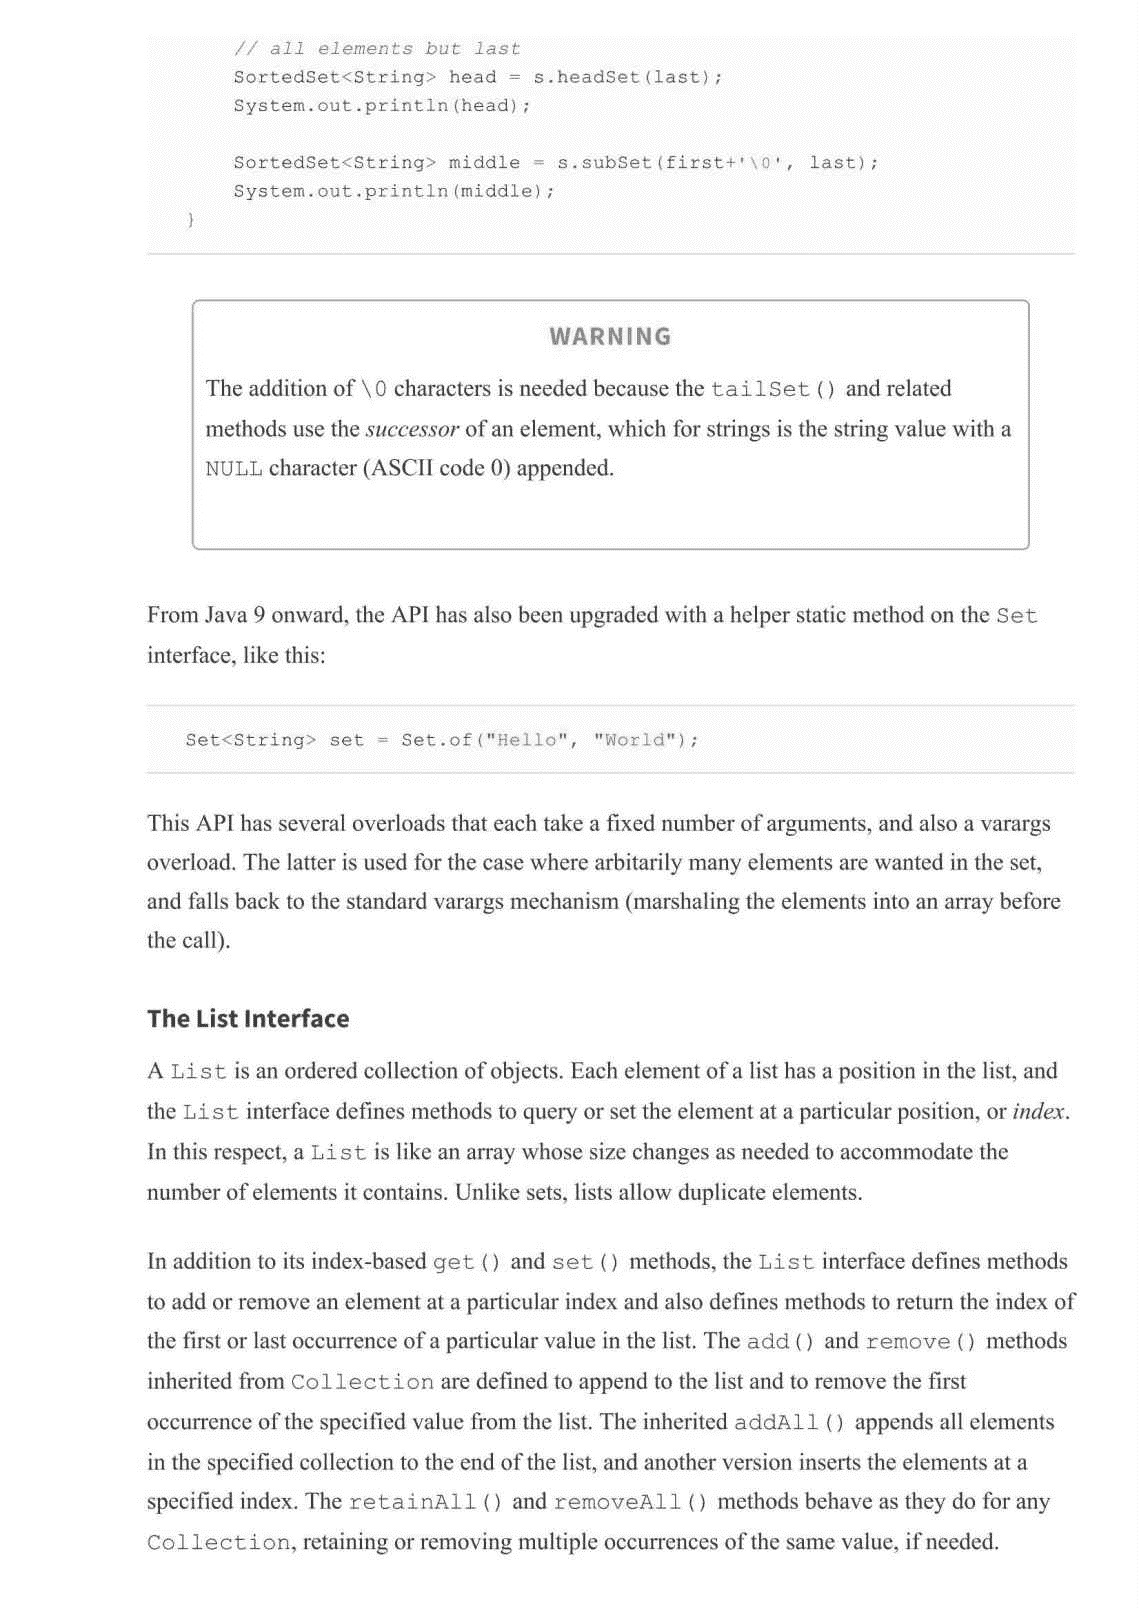 // all elements but last
SortedSet<String> head = s.headSet(last);
System.out.println(head);
SortedSet<String> middle = s.subSet(first+'\0', last);
System.out.println(middle);
}
WARNING
The addition of \0 characters is needed because the tailSet() and related
methods use the successor of an element, which for strings is the string value with a
NULL character (ASCII code 0) appended.
From Java 9 onward, the API has also been upgraded with a helper static method on the Set
interface, like this:
Set<String> set = Set.of("Hello", "World");
This API has several overloads that each take a fixed number of arguments, and also a varargs
overload. The latter is used for the case where arbitarily many elements are wanted in the set,
and falls back to the standard varargs mechanism (marshaling the elements into an array before
the call).
The List Interface
A List is an ordered collection of objects. Each element of a list has a position in the list, and
the List interface defines methods to query or set the element at a particular position, or index.
In this respect, a List is like an array whose size changes as needed to accommodate the
number of elements it contains. Unlike sets, lists allow duplicate elements.
In addition to its index-based get() and set() methods, the List interface defines methods
to add or remove an element at a particular index and also defines methods to return the index of
the first or last occurrence of a particular value in the list. The add() and remove() methods
inherited from Collection are defined to append to the list and to remove the first
occurrence of the specified value from the list. The inherited addAll() appends all elements
in the specified collection to the end of the list, and another version inserts the elements at a
specified index. The retainAll() and removeAll() methods behave as they do for any
Collection, retaining or removing multiple occurrences of the same value, if needed.